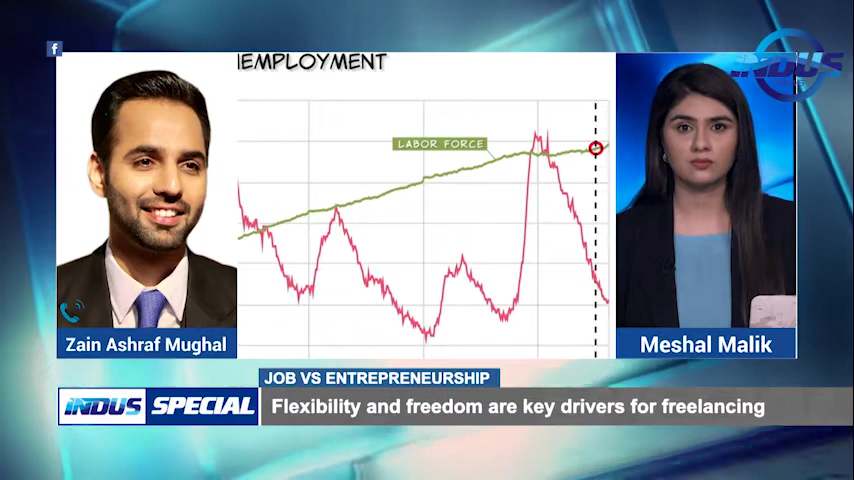 f
INDUS
NEWS
EMPLOYMENT
LABOR FORCE
Zain Ashraf Mughal
Meshal Malik
JOB VS ENTREPRENEURSHIP
INDUS SPECIAL
Flexibility and freedom are key drivers for freelancing